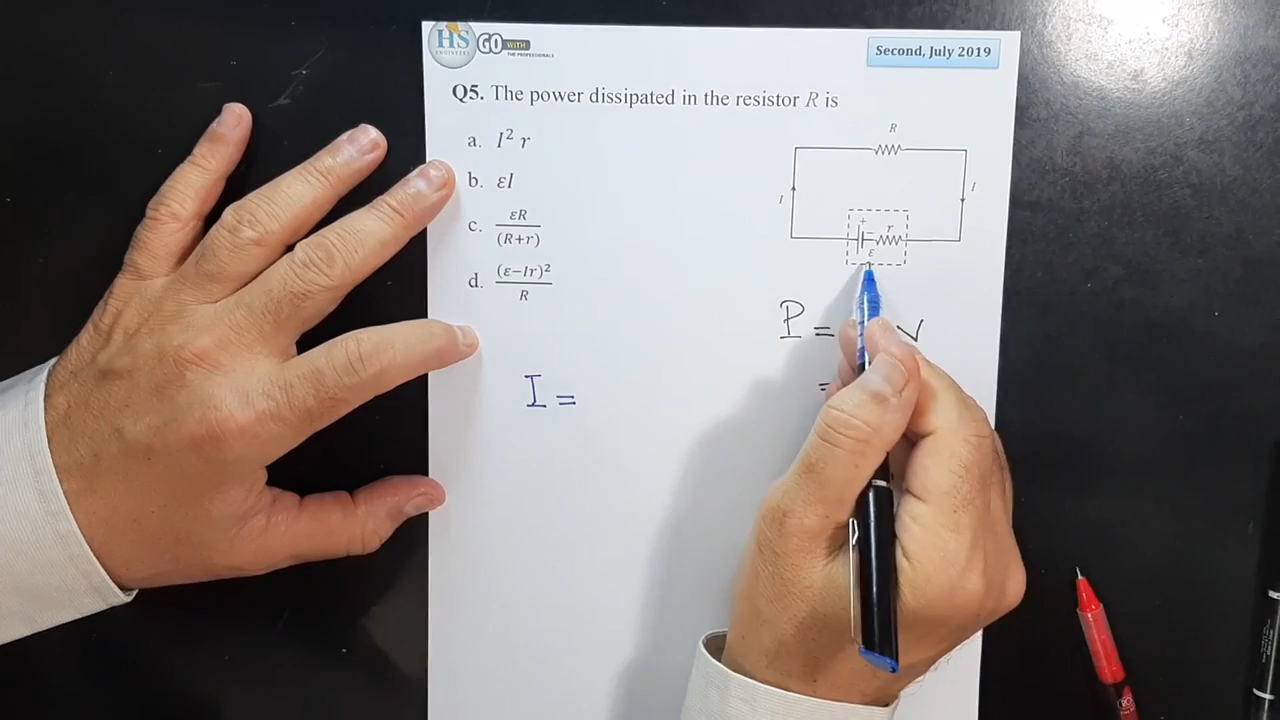 HS
ENGINEERS
GO WITH
THE PROFESSIONALS
Second, July 2019
Q5. The power dissipated in the resistor R is
a. I² r
b. εI
c. εR
(R+r)
d. (ε−Ir)²
R
R
I
I
+
−
r
ε
P = V
=
I =